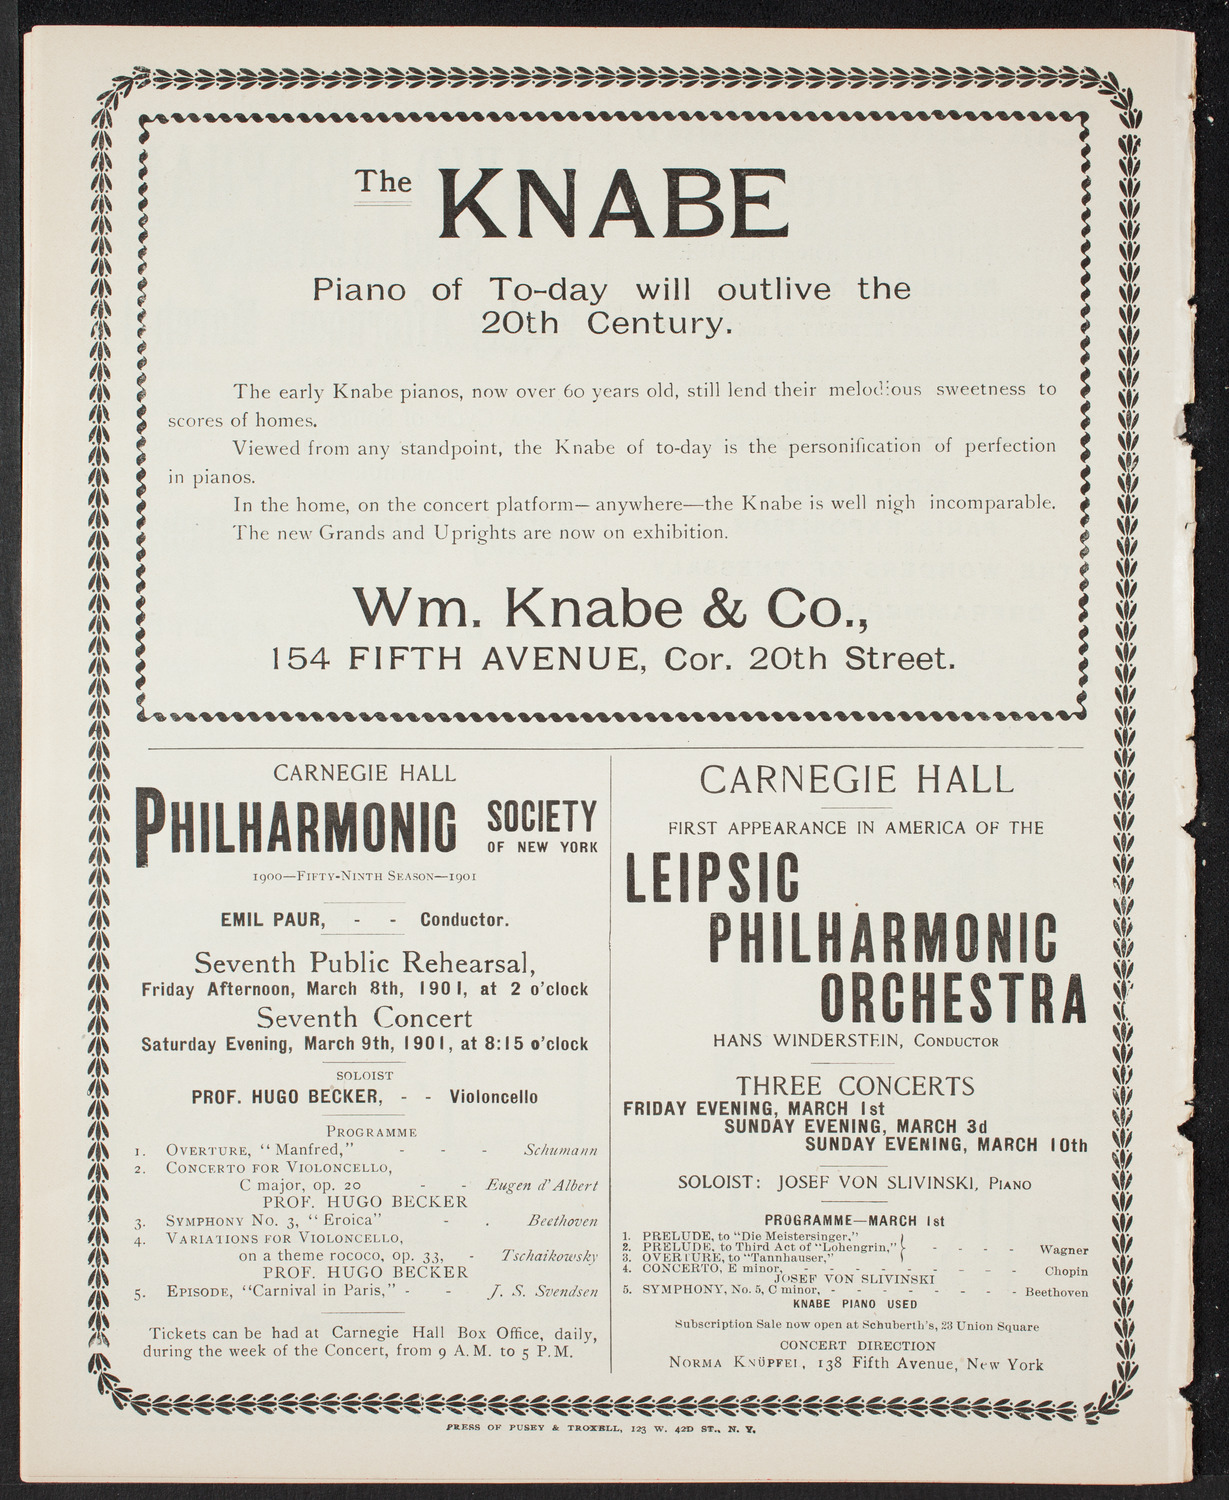 The KNABE
Piano of To-day will outlive the
20th Century.
The early Knabe pianos, now over 60 years old, still lend their melodious sweetness to
scores of homes.
Viewed from any standpoint, the Knabe of to-day is the personification of perfection
in pianos.
In the home, on the concert platform—anywhere—the Knabe is well nigh incomparable.
The new Grands and Uprights are now on exhibition.
Wm. Knabe & Co.,
154 FIFTH AVENUE, Cor. 20th Street.
CARNEGIE HALL
PHILHARMONIC SOCIETY
OF NEW YORK
1900—FIFTY-NINTH SEASON—1901
EMIL PAUR, - - Conductor.
Seventh Public Rehearsal,
Friday Afternoon, March 8th, 1901, at 2 o'clock
Seventh Concert
Saturday Evening, March 9th, 1901, at 8:15 o'clock
SOLOIST
PROF. HUGO BECKER, - - Violoncello
PROGRAMME
1. OVERTURE, "Manfred," - - - Schumann
2. CONCERTO FOR VIOLONCELLO,
C major, op. 20 - - Eugen d'Albert
PROF. HUGO BECKER
3. SYMPHONY No. 3, "Eroica" - . Beethoven
4. VARIATIONS FOR VIOLONCELLO,
on a theme rococo, op. 33, - Tschaikowsky
PROF. HUGO BECKER
5. EPISODE, "Carnival in Paris," - - J. S. Svendsen
Tickets can be had at Carnegie Hall Box Office, daily,
during the week of the Concert, from 9 A.M. to 5 P.M.
CARNEGIE HALL
FIRST APPEARANCE IN AMERICA OF THE
LEIPSIC
PHILHARMONIC
ORCHESTRA
HANS WINDERSTEIN, CONDUCTOR
THREE CONCERTS
FRIDAY EVENING, MARCH 1st
SUNDAY EVENING, MARCH 3d
SUNDAY EVENING, MARCH 10th
SOLOIST: JOSEF VON SLIVINSKI, PIANO
PROGRAMME—MARCH 1st
1. PRELUDE, to "Die Meistersinger,"
2. PRELUDE, to Third Act of "Lohengrin," - - - - Wagner
3. OVERTURE, to "Tannhauser,"
4. CONCERTO, E minor, - - - - - - - - Chopin
JOSEF VON SLIVINSKI
5. SYMPHONY, No. 5, C minor, - - - - - - - Beethoven
KNABE PIANO USED
Subscription Sale now open at Schuberth's, 23 Union Square
CONCERT DIRECTION
NORMA KNÜPFEL, 138 Fifth Avenue, New York
PRESS OF PUSEY & TROXELL, 123 W. 42D ST., N. Y.